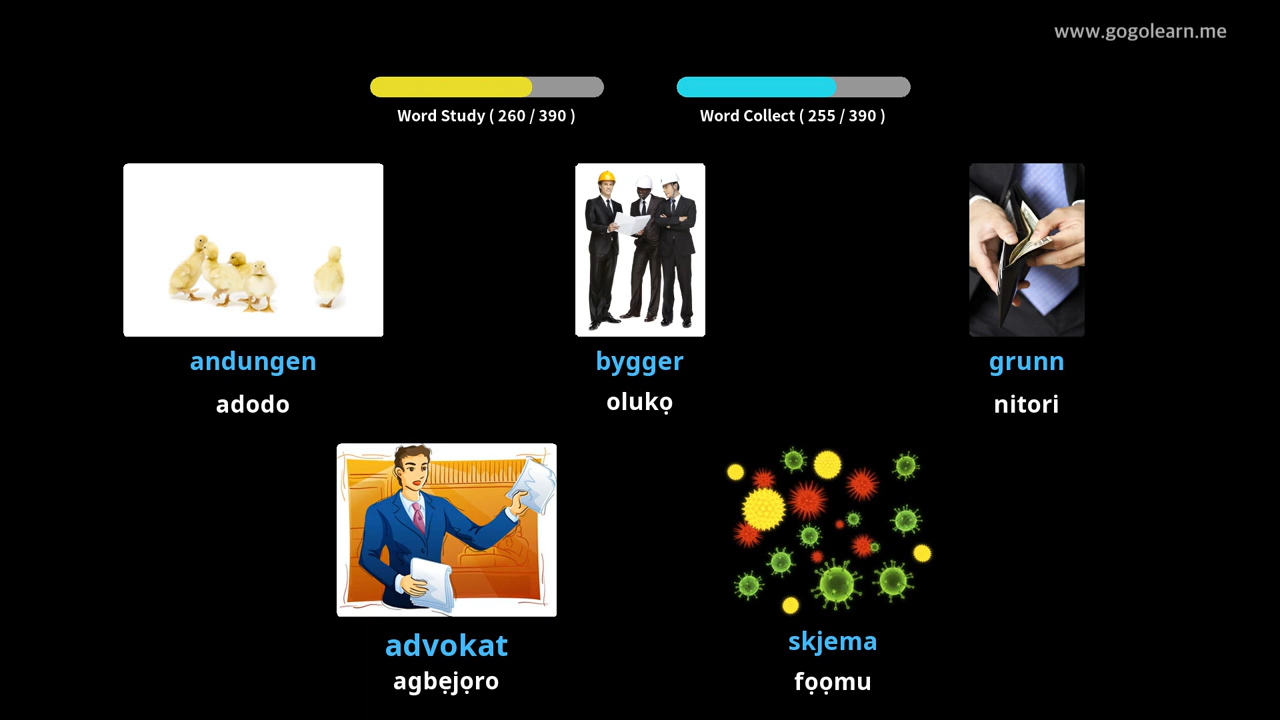 www.gogolearn.me
Word Study ( 260 / 390 )
Word Collect ( 255 / 390 )
andungen
adodo
bygger
olukọ
grunn
nitori
advokat
agbẹjọro
skjema
fọọmu